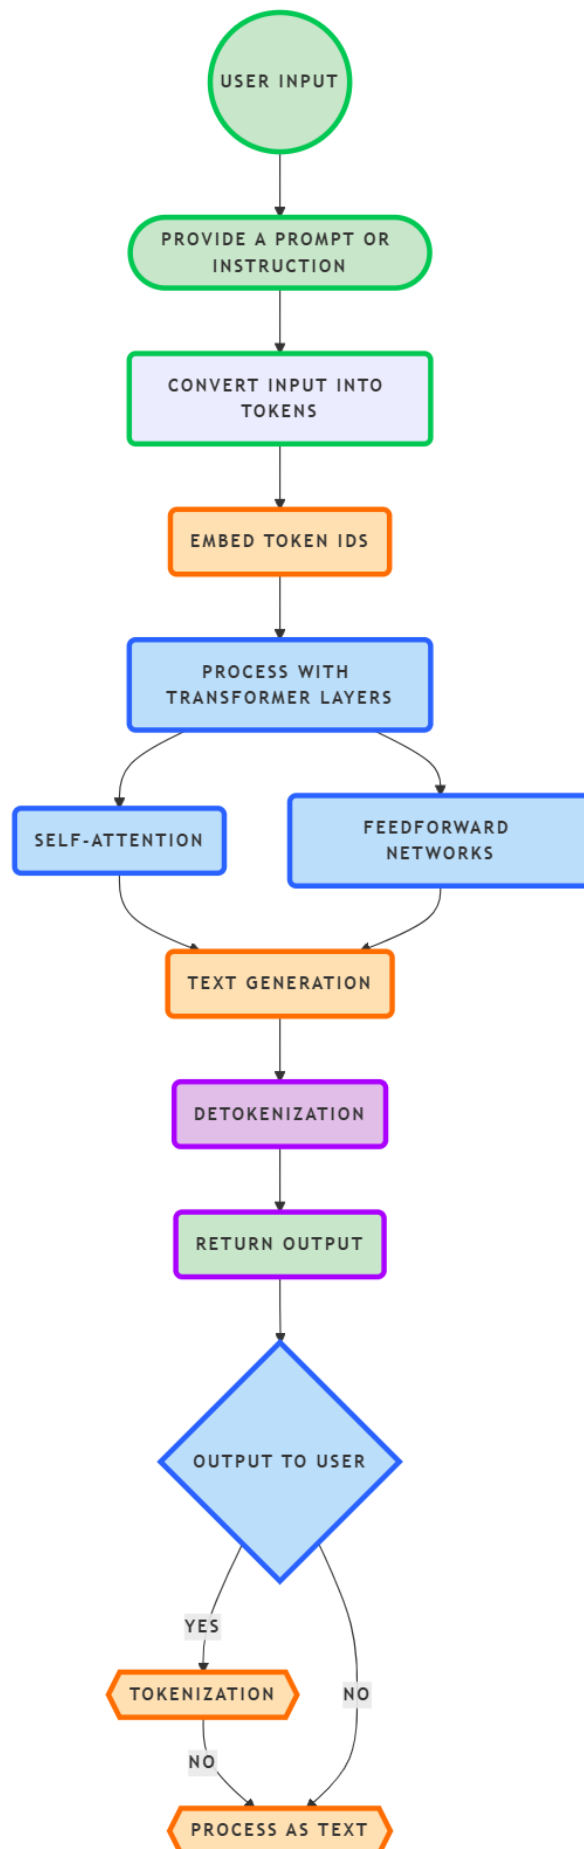 USER INPUT
PROVIDE A PROMPT OR
INSTRUCTION
CONVERT INPUT INTO
TOKENS
EMBED TOKEN IDS
PROCESS WITH
TRANSFORMER LAYERS
SELF-ATTENTION
FEEDFORWARD
NETWORKS
TEXT GENERATION
DETOKENIZATION
RETURN OUTPUT
OUTPUT TO USER
YES
TOKENIZATION
NO
NO
PROCESS AS TEXT